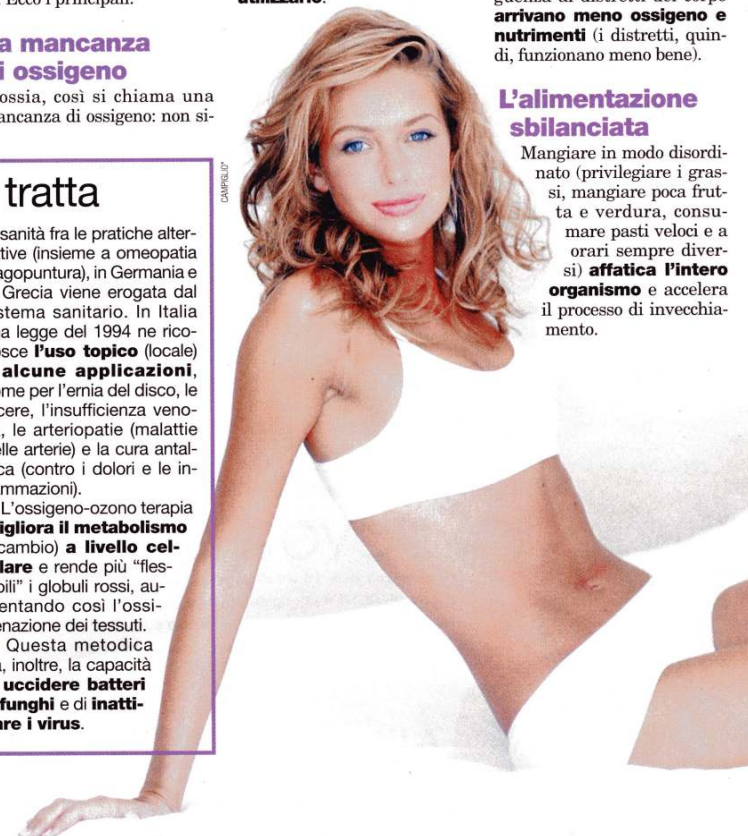 Ecco i principali.
a mancanza
i ossigeno
ossia, così si chiama una
ancanza di ossigeno: non si-
tratta
sanità fra le pratiche alter-
tive (insieme a omeopatia
agopuntura), in Germania e
Grecia viene erogata dal
stema sanitario. In Italia
a legge del 1994 ne rico-
osce l'uso topico (locale)
alcune applicazioni,
me per l'ernia del disco, le
cere, l'insufficienza veno-
, le arteriopatie (malattie
elle arterie) e la cura antal-
ca (contro i dolori e le in-
mmazioni).
L'ossigeno-ozono terapia
igliora il metabolismo
cambio) a livello cel-
lare e rende più "fles-
bili" i globuli rossi, au-
entando così l'ossi-
enazione dei tessuti.
Questa metodica
a, inoltre, la capacità
uccidere batteri
funghi e di inatti-
are i virus.
CAMPIGLIO*
utilizzarlo.
guenza ai distretti del corpo
arrivano meno ossigeno e
nutrimenti (i distretti, quin-
di, funzionano meno bene).
L'alimentazione
sbilanciata
Mangiare in modo disordi-
nato (privilegiare i gras-
si, mangiare poca frut-
ta e verdura, consu-
mare pasti veloci e a
orari sempre diver-
si) affatica l'intero
organismo e accelera
il processo di invecchia-
mento.